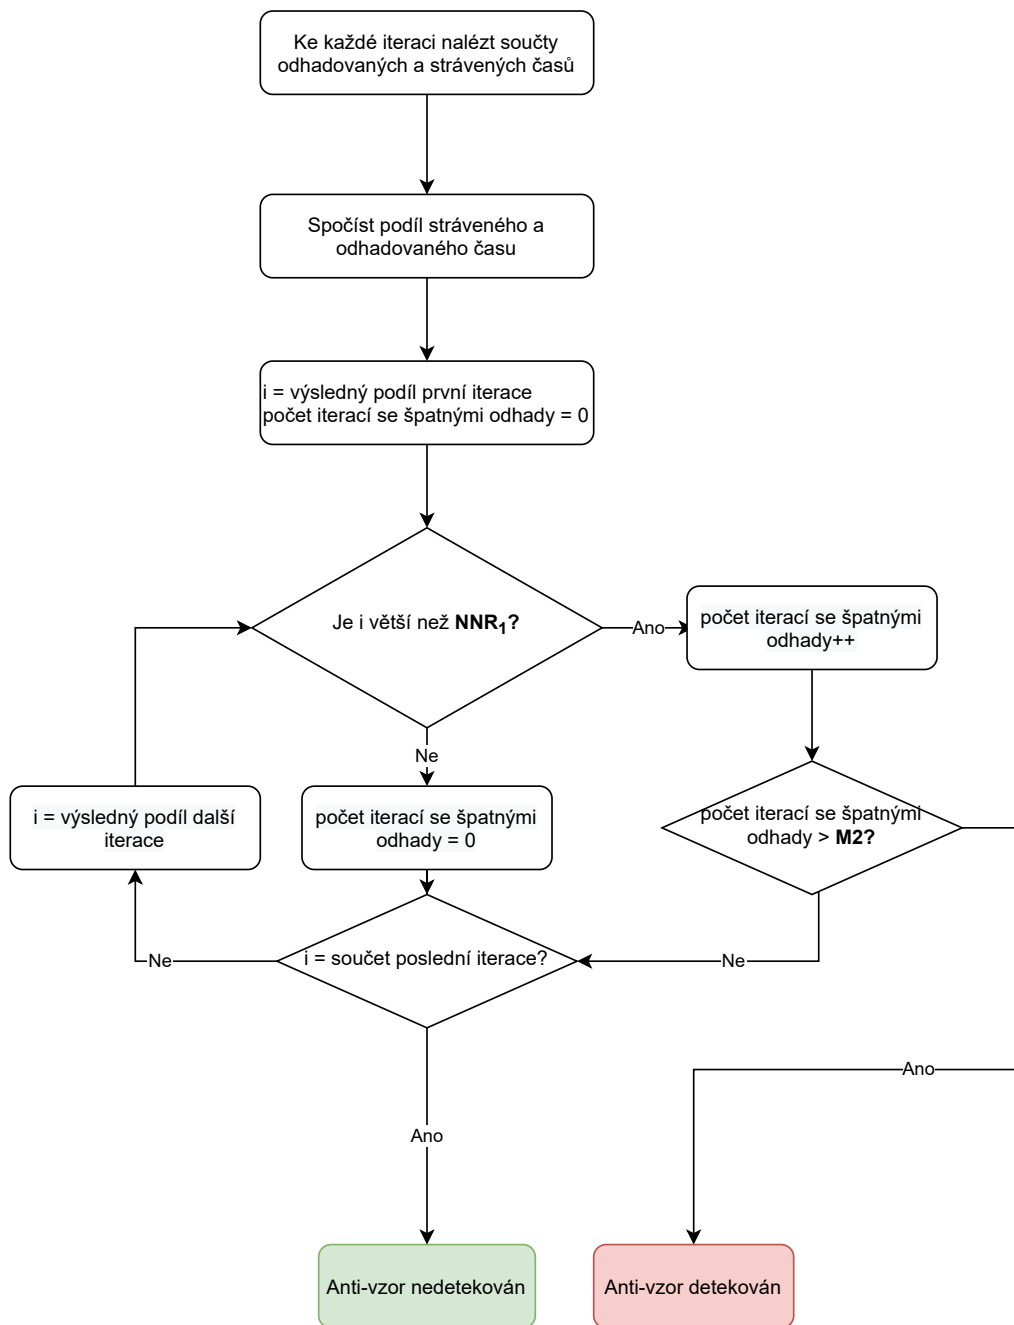 Ke každé iteraci nalézt součty
odhadovaných a strávených časů
Spočíst podíl stráveného a
odhadovaného času
i = výsledný podíl první iterace
počet iterací se špatnými odhady = 0
Je i větší než NNR₁?
Ano
počet iterací se špatnými
odhady++
Ne
i = výsledný podíl další
iterace
počet iterací se špatnými
odhady = 0
počet iterací se špatnými
odhady > M2?
i = součet poslední iterace?
Ne
Ne
Ano
Ano
Anti-vzor nedetekován
Anti-vzor detekován